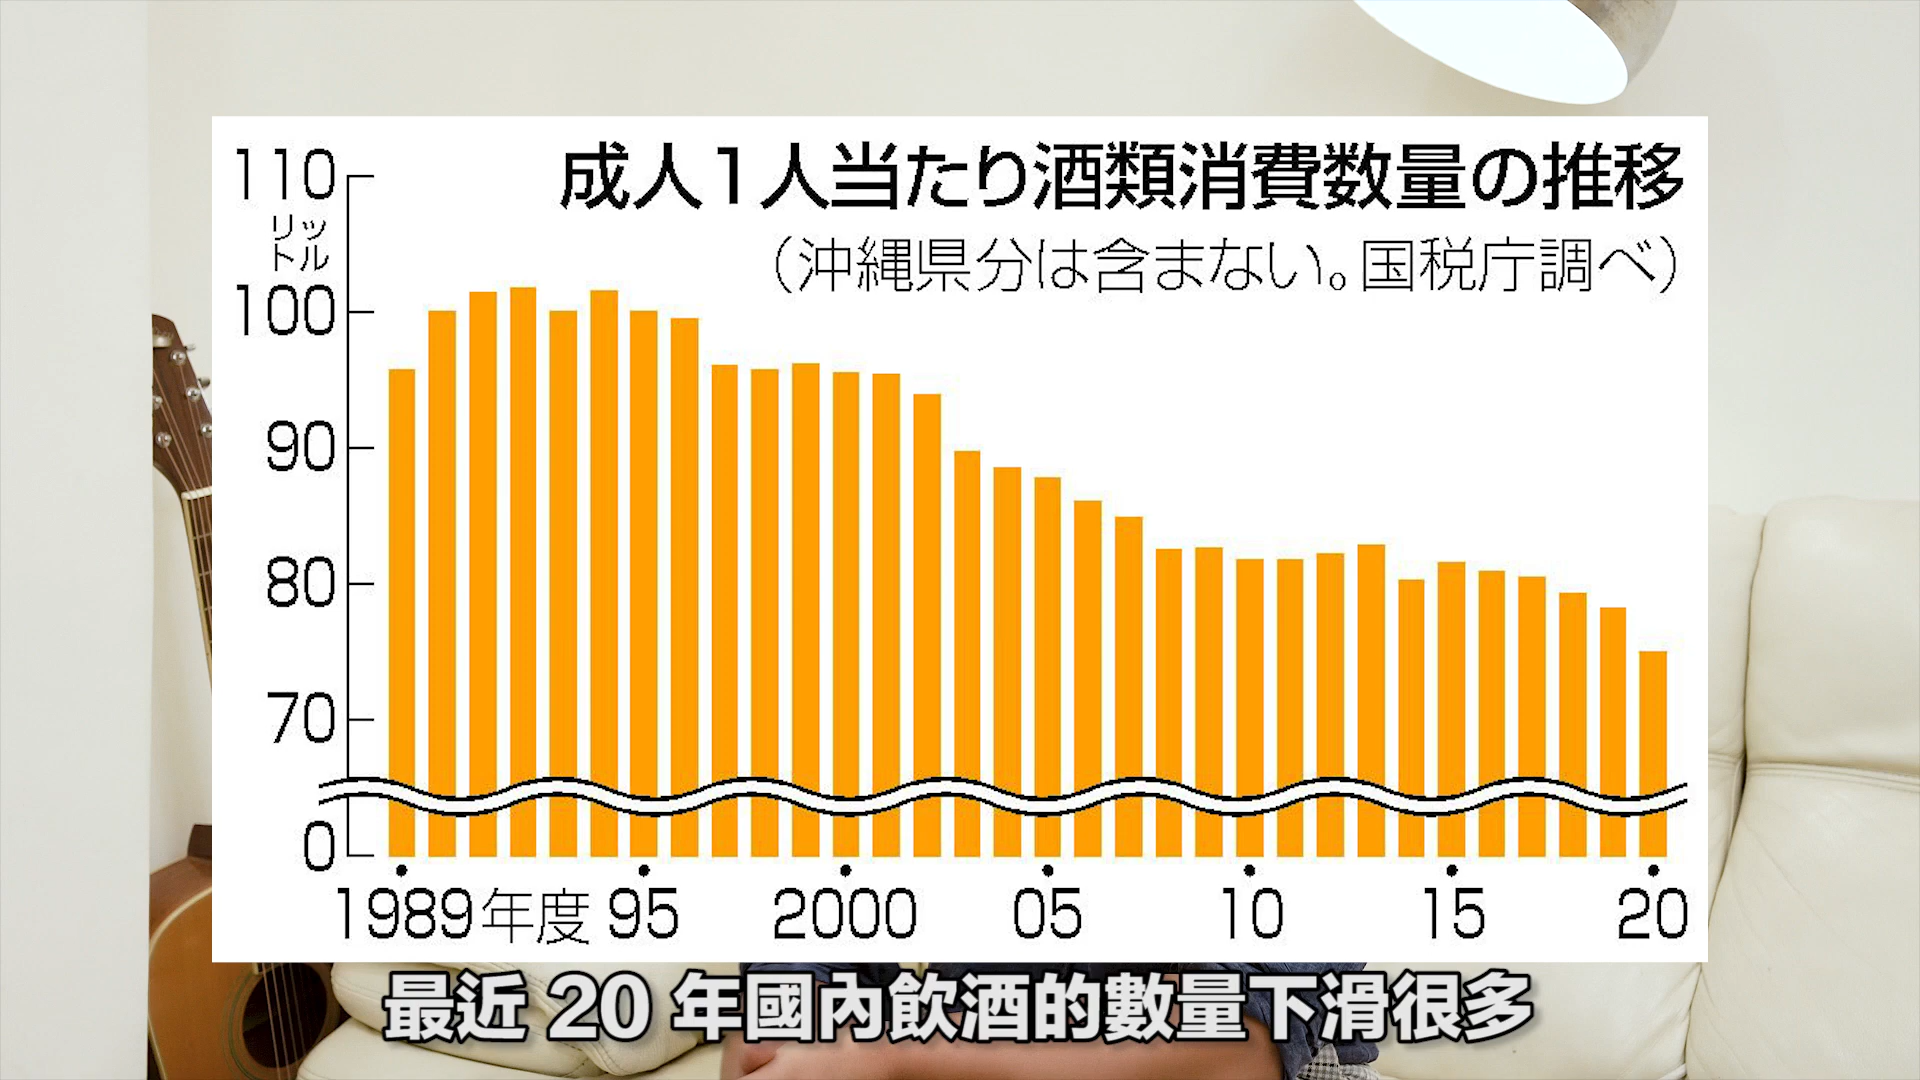 成人1人当たり酒類消費数量の推移
(沖縄県分は含まない。国税庁調べ)
110
リットル
100
90
80
70
0
1989年度 95 2000 05 10 15 20
最近 20 年國內飲酒的數量下滑很多